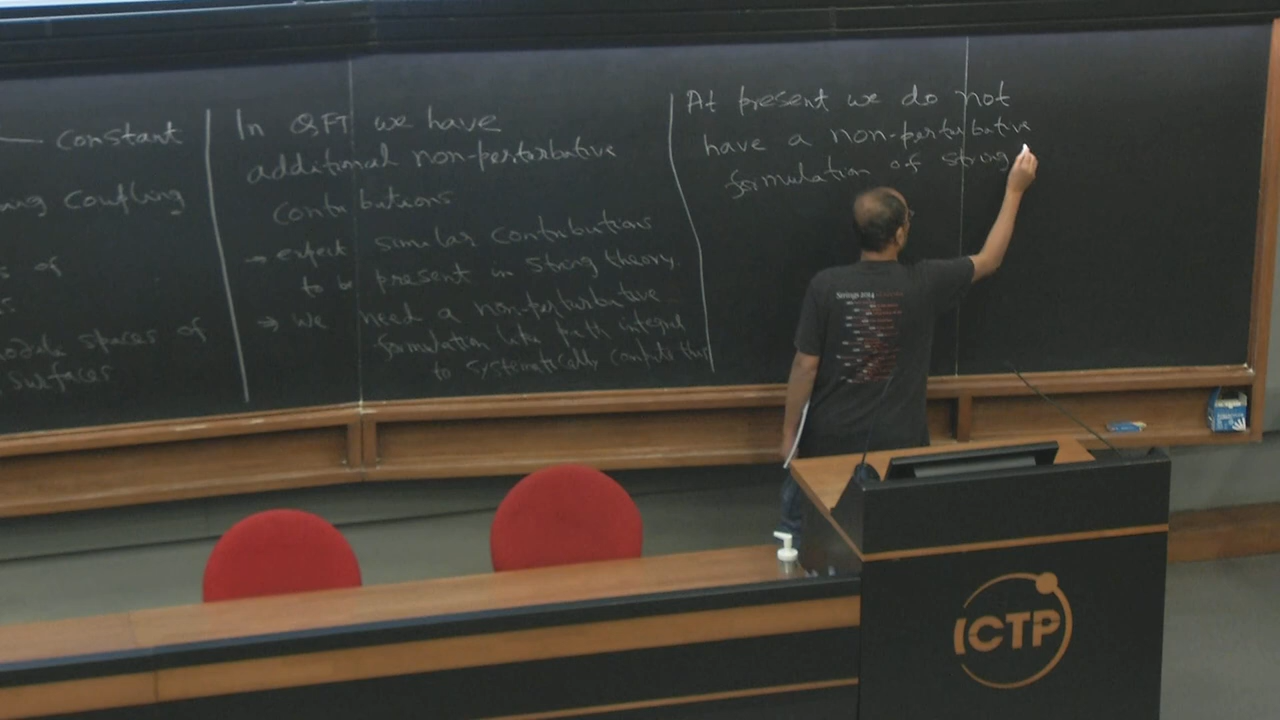 — constant
coupling
s of
spaces of
surfaces
In QFT we have
additional non-perturbative
contributions
→ expect similar contributions
to be present in string theory.
⇒ We need a non-perturbative
formulation like path integral
to systematically compute this
At present we do not
have a non-perturbative
formulation of string
Strings 2014
ICTP